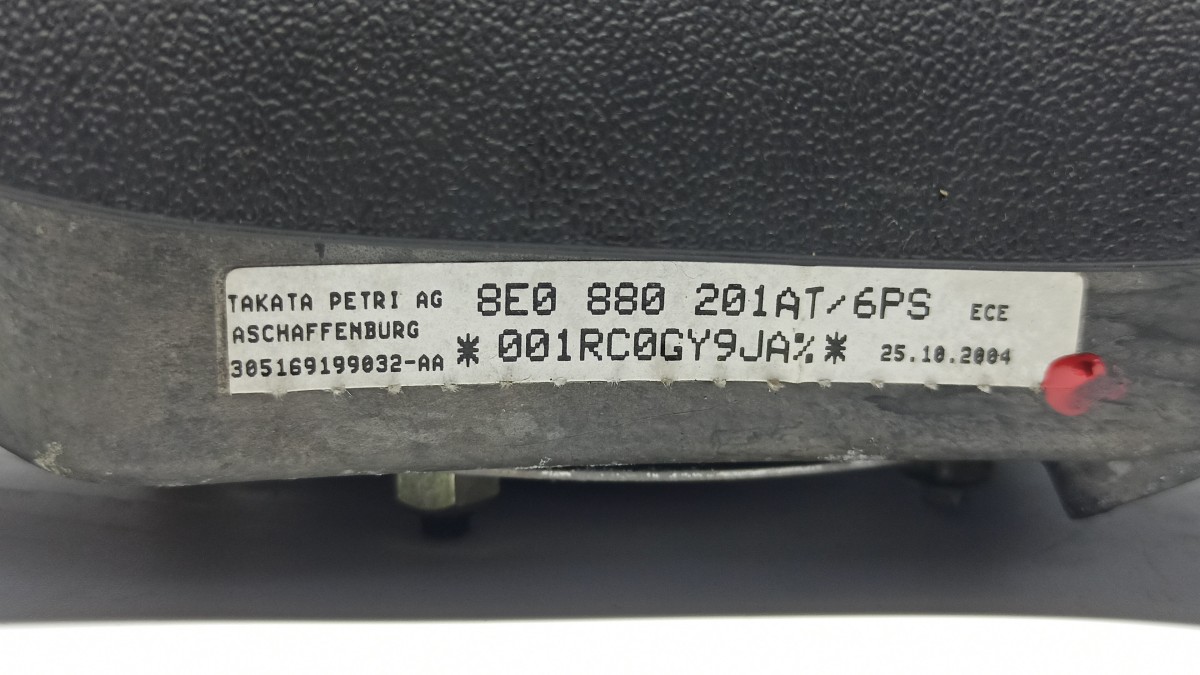 TAKATA PETRI AG 8E0 880 201AT/6PS ECE
ASCHAFFENBURG
305169199032-AA *001RC0GY9JA%* 25.10.2004